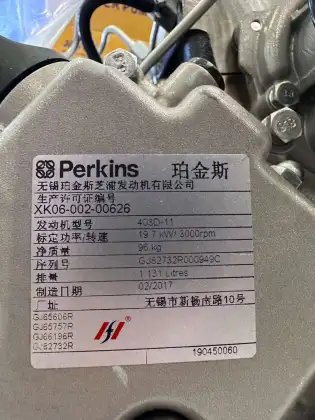 Perkins 珀金斯
无锡珀金斯芝浦发动机有限公司
生产许可证编号
XK06-002-00626
发动机型号 403D-11
标定功率/转速 19.7 kW/ 3000rpm
净质量 96 kg
序列号 GJ82732R000949C
排量 1.131 Litres
制造日期 02/2017
厂址 无锡市新畅南路10号
GJ65606R
GJ65757R
GJ66196R
GJ82732R
190450060